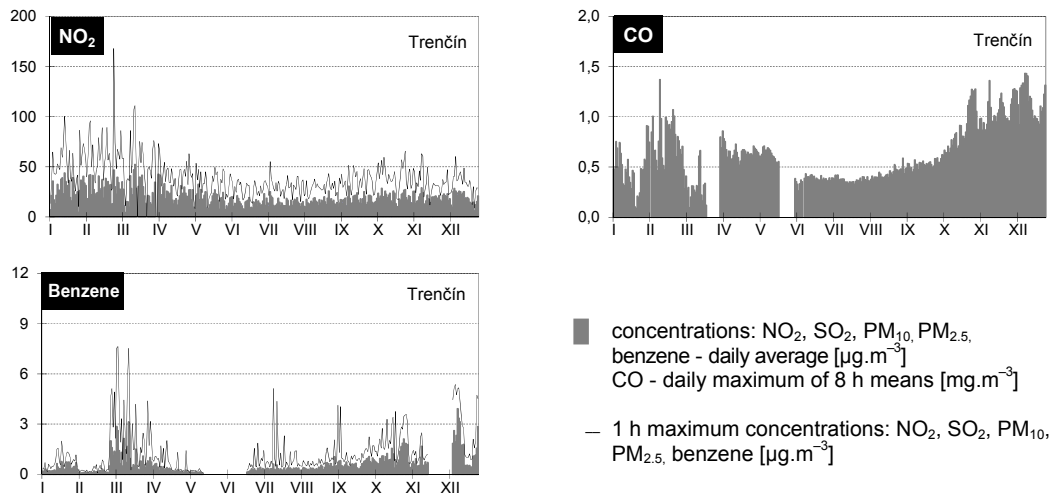 200
150
100
50
0
NO₂
Trenčín
I II III IV V VI VII VIII IX X XI XII
2,0
1,5
1,0
0,5
0,0
CO
Trenčín
I II III IV V VI VII VIII IX X XI XII
12
9
6
3
0
Benzene
Trenčín
I II III IV V VI VII VIII IX X XI XII
concentrations: NO₂, SO₂, PM₁₀, PM₂.₅,
benzene - daily average [µg.m⁻³]
CO - daily maximum of 8 h means [mg.m⁻³]
1 h maximum concentrations: NO₂, SO₂, PM₁₀,
PM₂.₅, benzene [µg.m⁻³]